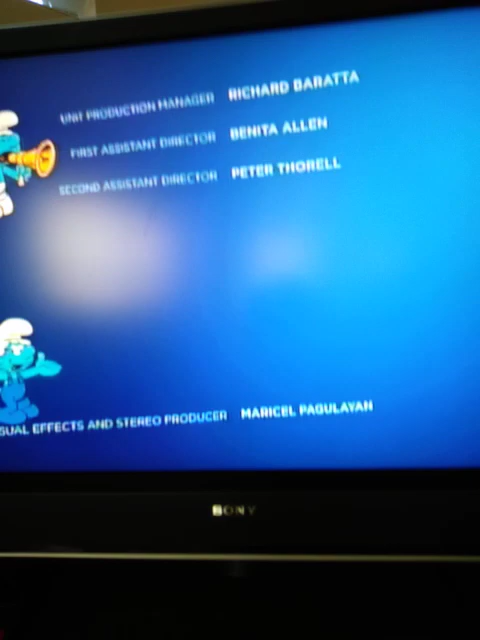 UNIT PRODUCTION MANAGER RICHARD BARATTA
FIRST ASSISTANT DIRECTOR BENITA ALLEN
SECOND ASSISTANT DIRECTOR PETER THORELL
SUAL EFFECTS AND STEREO PRODUCER MARICEL PAGULAYAN
SONY